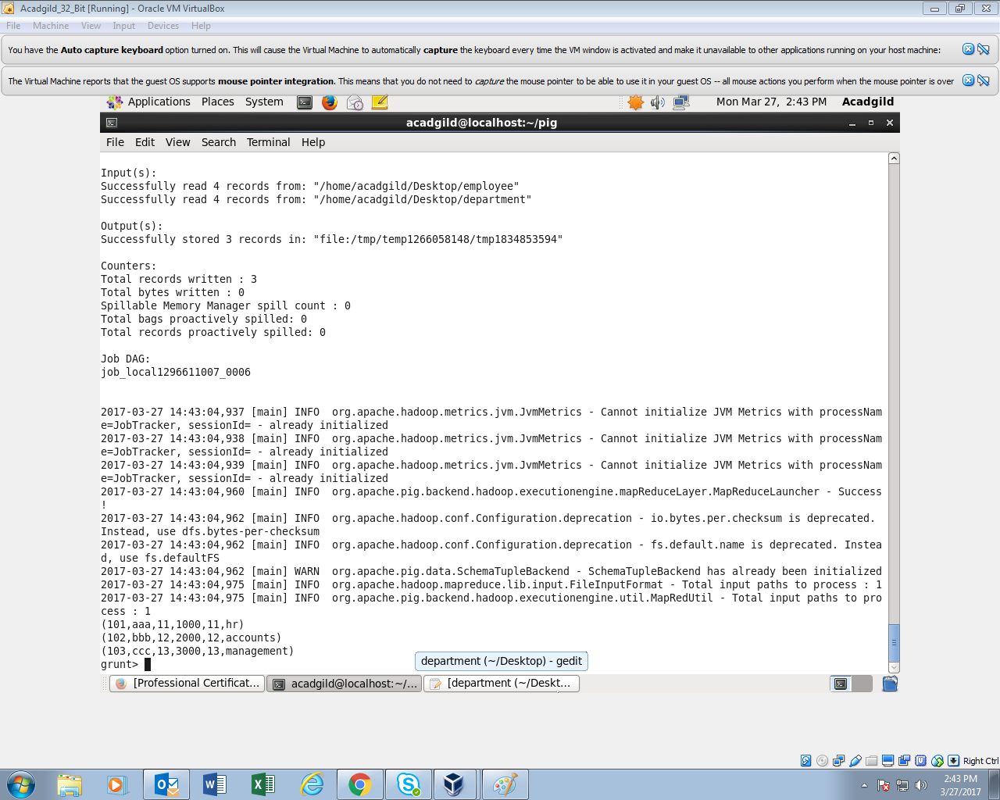 Acadgild_32_Bit [Running] - Oracle VM VirtualBox
File Machine View Input Devices Help
You have the Auto capture keyboard option turned on. This will cause the Virtual Machine to automatically capture the keyboard every time the VM window is activated and make it unavailable to other applications running on your host machine:
The Virtual Machine reports that the guest OS supports mouse pointer integration. This means that you do not need to capture the mouse pointer to be able to use it in your guest OS -- all mouse actions you perform when the mouse pointer is over
Applications Places System Mon Mar 27, 2:43 PM Acadgild
acadgild@localhost:~/pig
File Edit View Search Terminal Help
Input(s):
Successfully read 4 records from: "/home/acadgild/Desktop/employee"
Successfully read 4 records from: "/home/acadgild/Desktop/department"
Output(s):
Successfully stored 3 records in: "file:/tmp/temp1266058148/tmp1834853594"
Counters:
Total records written : 3
Total bytes written : 0
Spillable Memory Manager spill count : 0
Total bags proactively spilled: 0
Total records proactively spilled: 0
Job DAG:
job_local1296611007_0006
2017-03-27 14:43:04,937 [main] INFO  org.apache.hadoop.metrics.jvm.JvmMetrics - Cannot initialize JVM Metrics with processNam
e=JobTracker, sessionId= - already initialized
2017-03-27 14:43:04,938 [main] INFO  org.apache.hadoop.metrics.jvm.JvmMetrics - Cannot initialize JVM Metrics with processNam
e=JobTracker, sessionId= - already initialized
2017-03-27 14:43:04,939 [main] INFO  org.apache.hadoop.metrics.jvm.JvmMetrics - Cannot initialize JVM Metrics with processNam
e=JobTracker, sessionId= - already initialized
2017-03-27 14:43:04,960 [main] INFO  org.apache.pig.backend.hadoop.executionengine.mapReduceLayer.MapReduceLauncher - Success
!
2017-03-27 14:43:04,962 [main] INFO  org.apache.hadoop.conf.Configuration.deprecation - io.bytes.per.checksum is deprecated.
Instead, use dfs.bytes-per-checksum
2017-03-27 14:43:04,962 [main] INFO  org.apache.hadoop.conf.Configuration.deprecation - fs.default.name is deprecated. Instea
d, use fs.defaultFS
2017-03-27 14:43:04,962 [main] WARN  org.apache.pig.data.SchemaTupleBackend - SchemaTupleBackend has already been initialized
2017-03-27 14:43:04,975 [main] INFO  org.apache.hadoop.mapreduce.lib.input.FileInputFormat - Total input paths to process : 1
2017-03-27 14:43:04,975 [main] INFO  org.apache.pig.backend.hadoop.executionengine.util.MapRedUtil - Total input paths to pro
cess : 1
(101,aaa,11,1000,11,hr)
(102,bbb,12,2000,12,accounts)
(103,ccc,13,3000,13,management)
grunt>
department (~/Desktop) - gedit
[Professional Certificat... acadgild@localhost:~/... [department (~/Deskt...
Right Ctrl
2:43 PM
3/27/2017